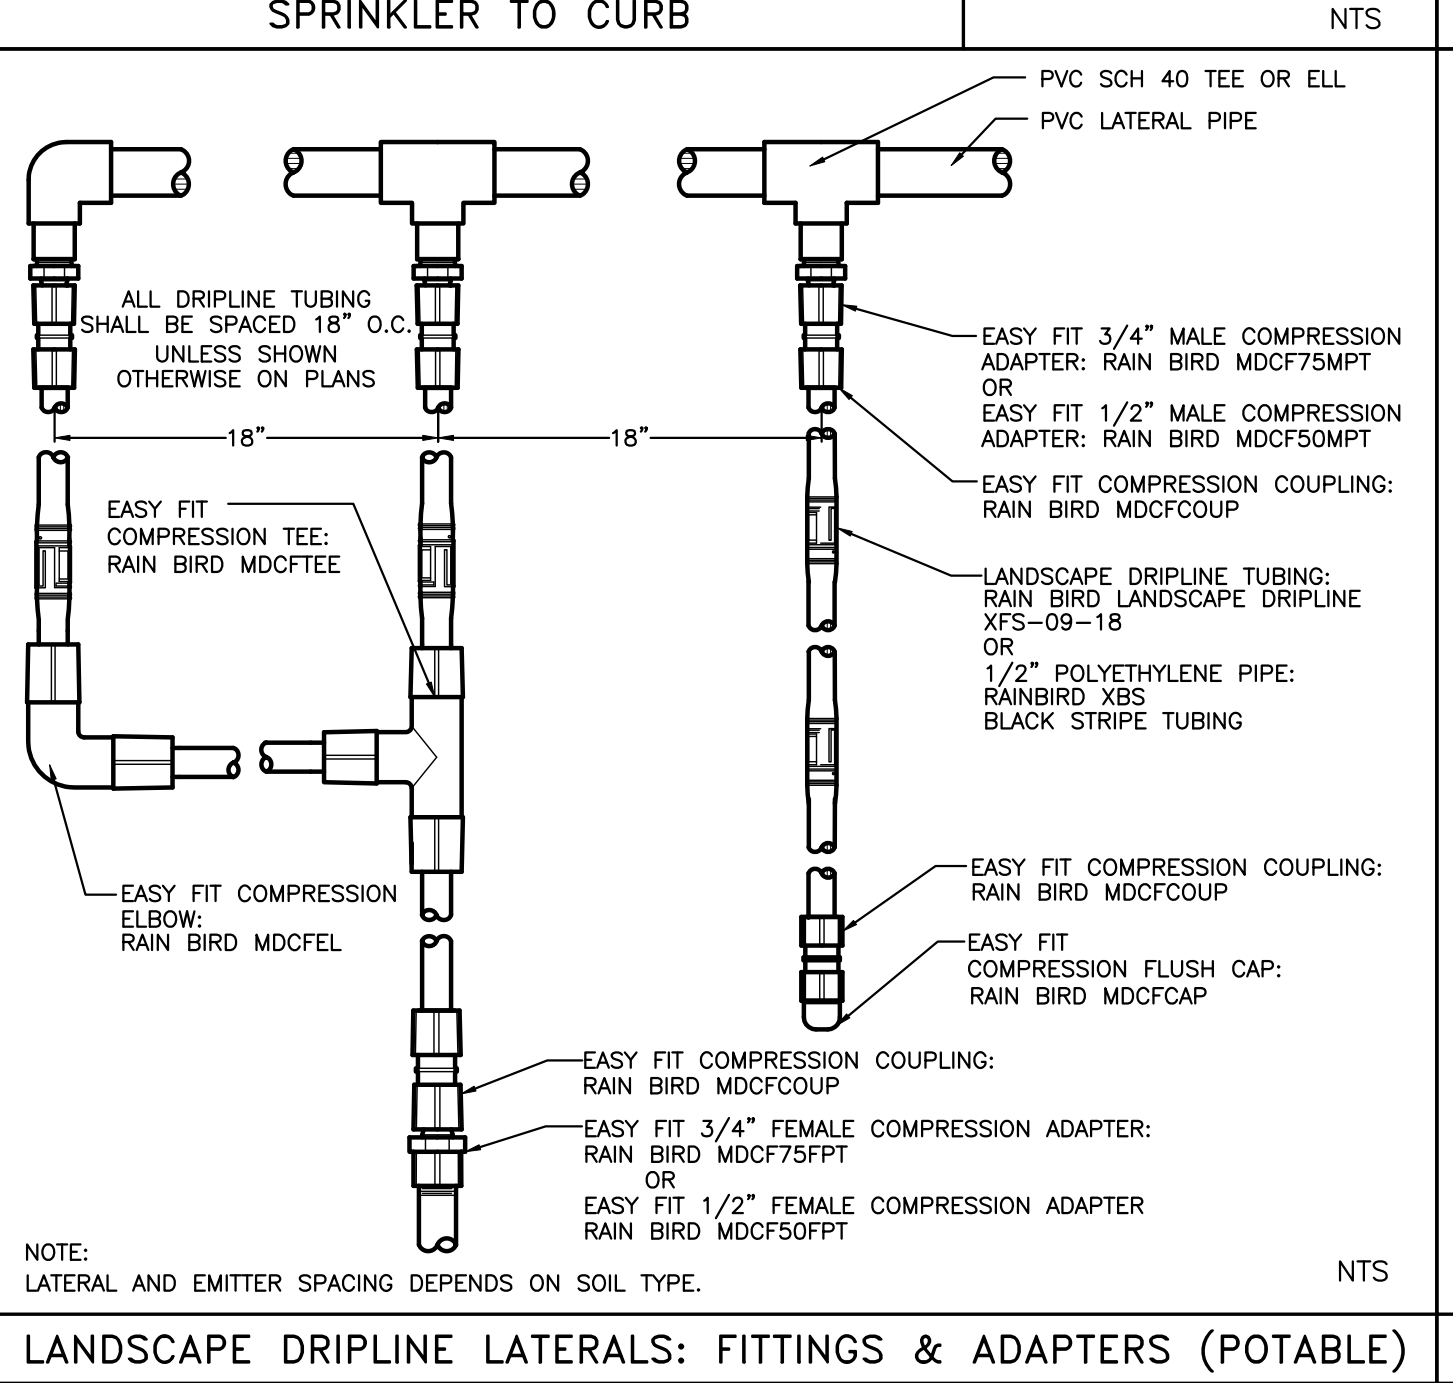 SPRINKLER TO CURB
NTS
PVC SCH 40 TEE OR ELL
PVC LATERAL PIPE
ALL DRIPLINE TUBING
SHALL BE SPACED 18" O.C.
UNLESS SHOWN
OTHERWISE ON PLANS
18"
18"
EASY FIT 3/4" MALE COMPRESSION
ADAPTER: RAIN BIRD MDCF75MPT
OR
EASY FIT 1/2" MALE COMPRESSION
ADAPTER: RAIN BIRD MDCF50MPT
EASY FIT COMPRESSION COUPLING:
RAIN BIRD MDCFCOUP
EASY FIT
COMPRESSION TEE:
RAIN BIRD MDCFTEE
LANDSCAPE DRIPLINE TUBING:
RAIN BIRD LANDSCAPE DRIPLINE
XFS-09-18
OR
1/2" POLYETHYLENE PIPE:
RAINBIRD XBS
BLACK STRIPE TUBING
EASY FIT COMPRESSION
ELBOW:
RAIN BIRD MDCFEL
EASY FIT COMPRESSION COUPLING:
RAIN BIRD MDCFCOUP
EASY FIT
COMPRESSION FLUSH CAP:
RAIN BIRD MDCFCAP
EASY FIT COMPRESSION COUPLING:
RAIN BIRD MDCFCOUP
EASY FIT 3/4" FEMALE COMPRESSION ADAPTER:
RAIN BIRD MDCF75FPT
OR
EASY FIT 1/2" FEMALE COMPRESSION ADAPTER
RAIN BIRD MDCF50FPT
NOTE:
LATERAL AND EMITTER SPACING DEPENDS ON SOIL TYPE.
NTS
LANDSCAPE DRIPLINE LATERALS: FITTINGS & ADAPTERS (POTABLE)